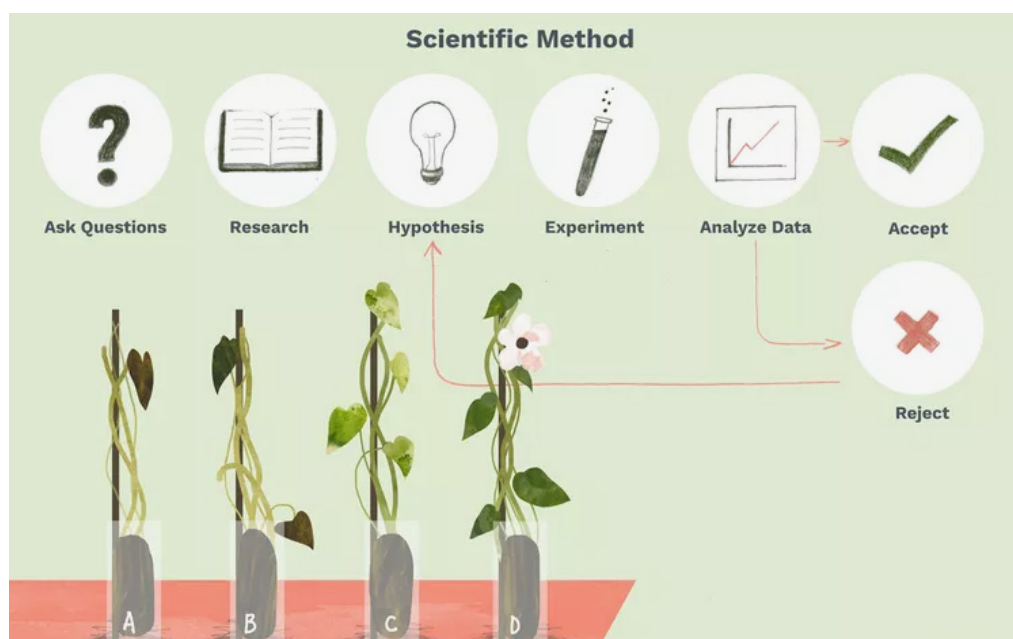 Scientific Method
Ask Questions
Research
Hypothesis
Experiment
Analyze Data
Accept
Reject
A
B
C
D